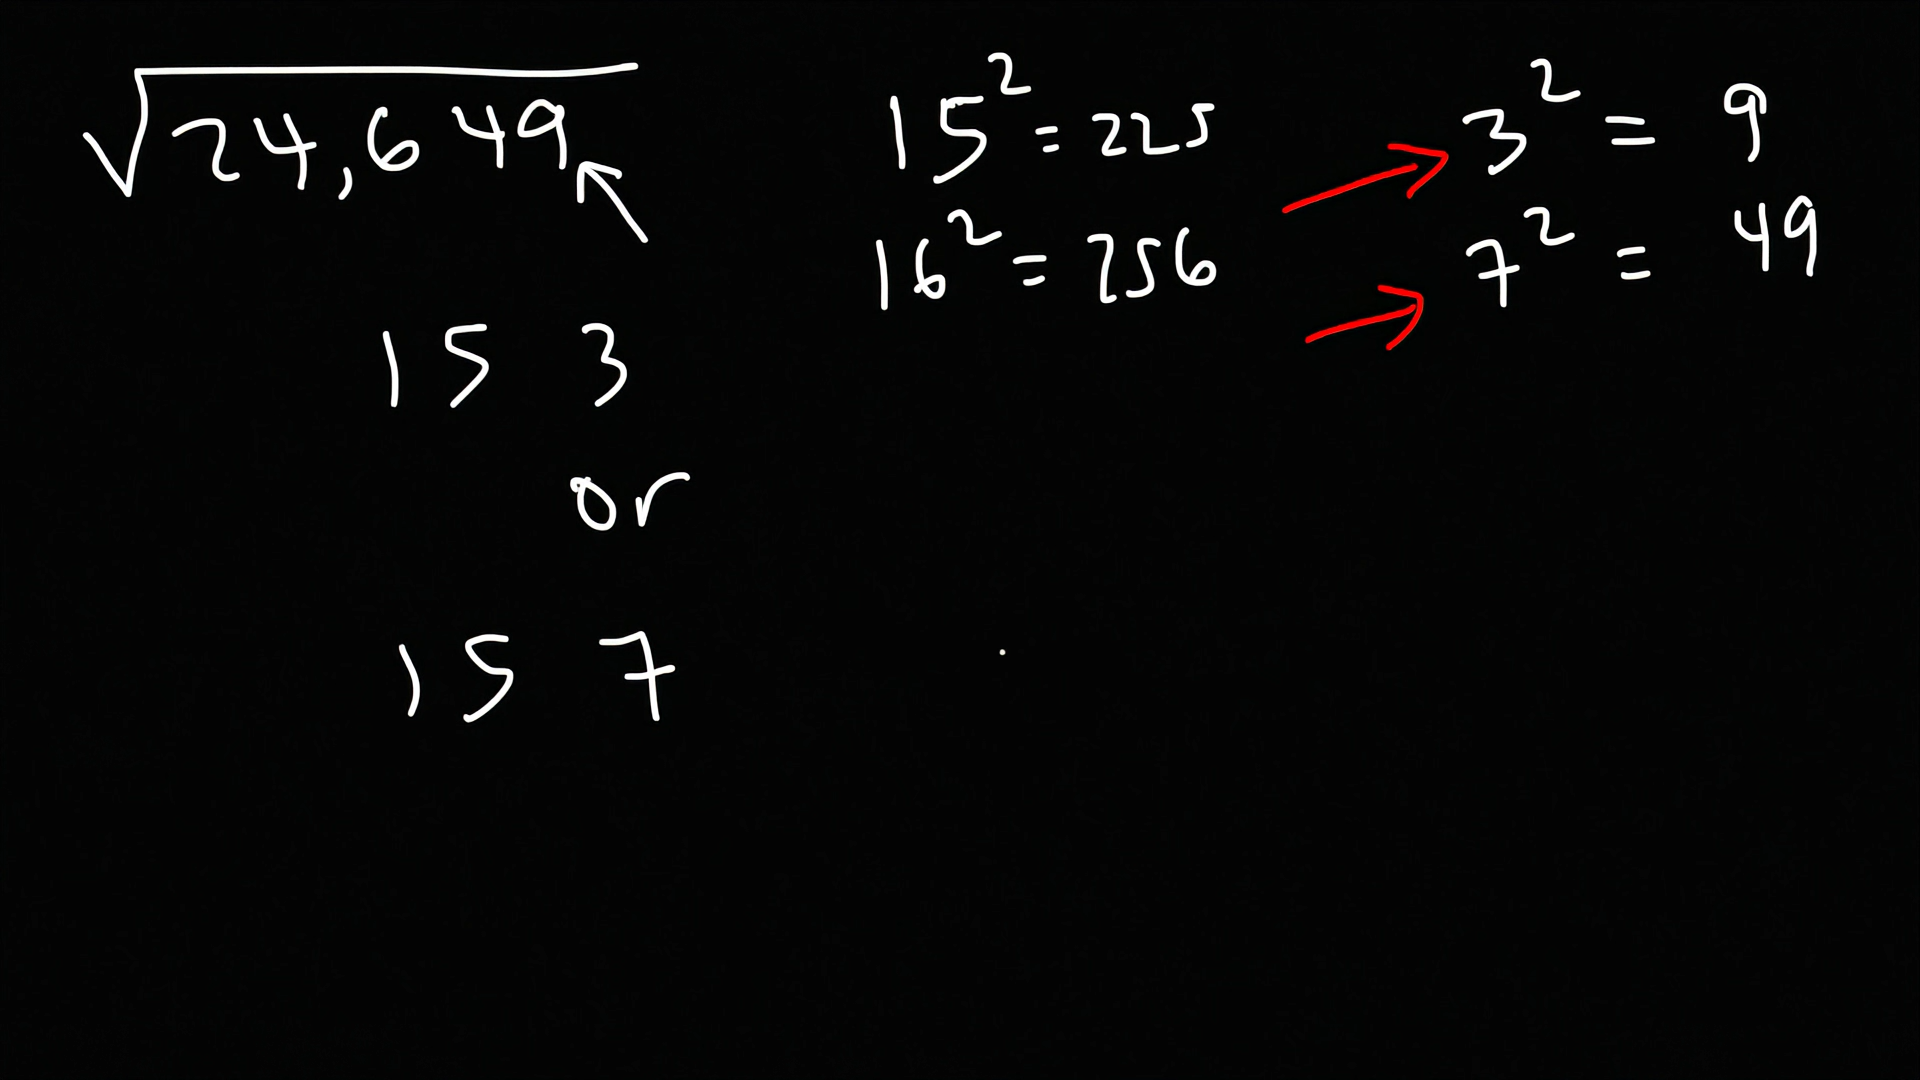 √24,649
15² = 225
16² = 256
3² = 9
7² = 49
15 3
or
15 7